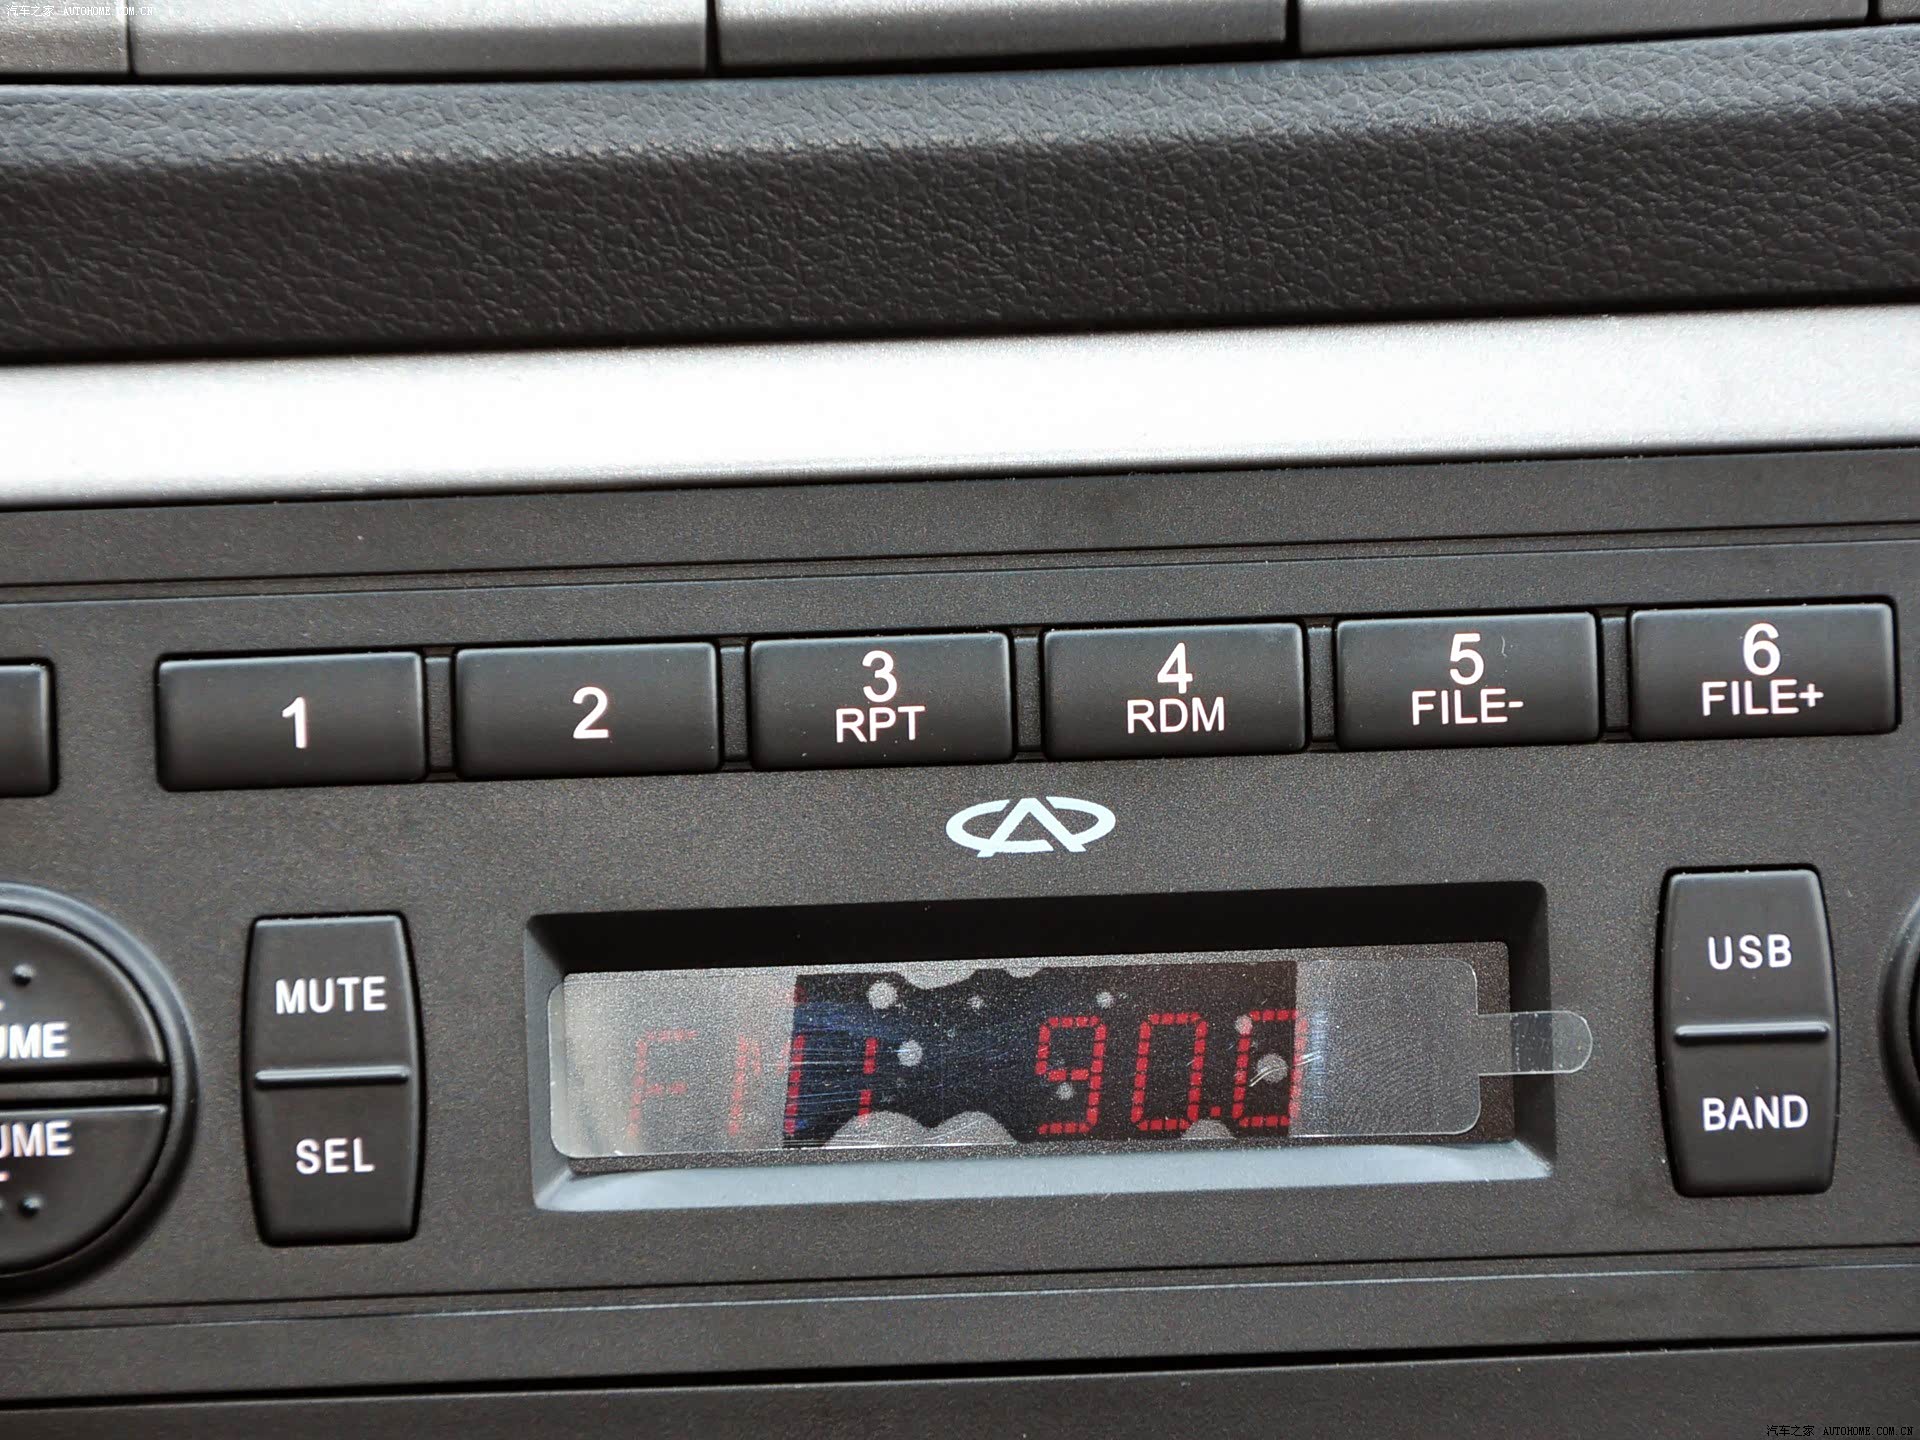 汽车之家 AUTOHOME.COM.CN
1
2
3
RPT
4
RDM
5
FILE-
6
FILE+
MUTE
SEL
UME
UME
FM1 90.0
USB
BAND
汽车之家 AUTOHOME.COM.CN